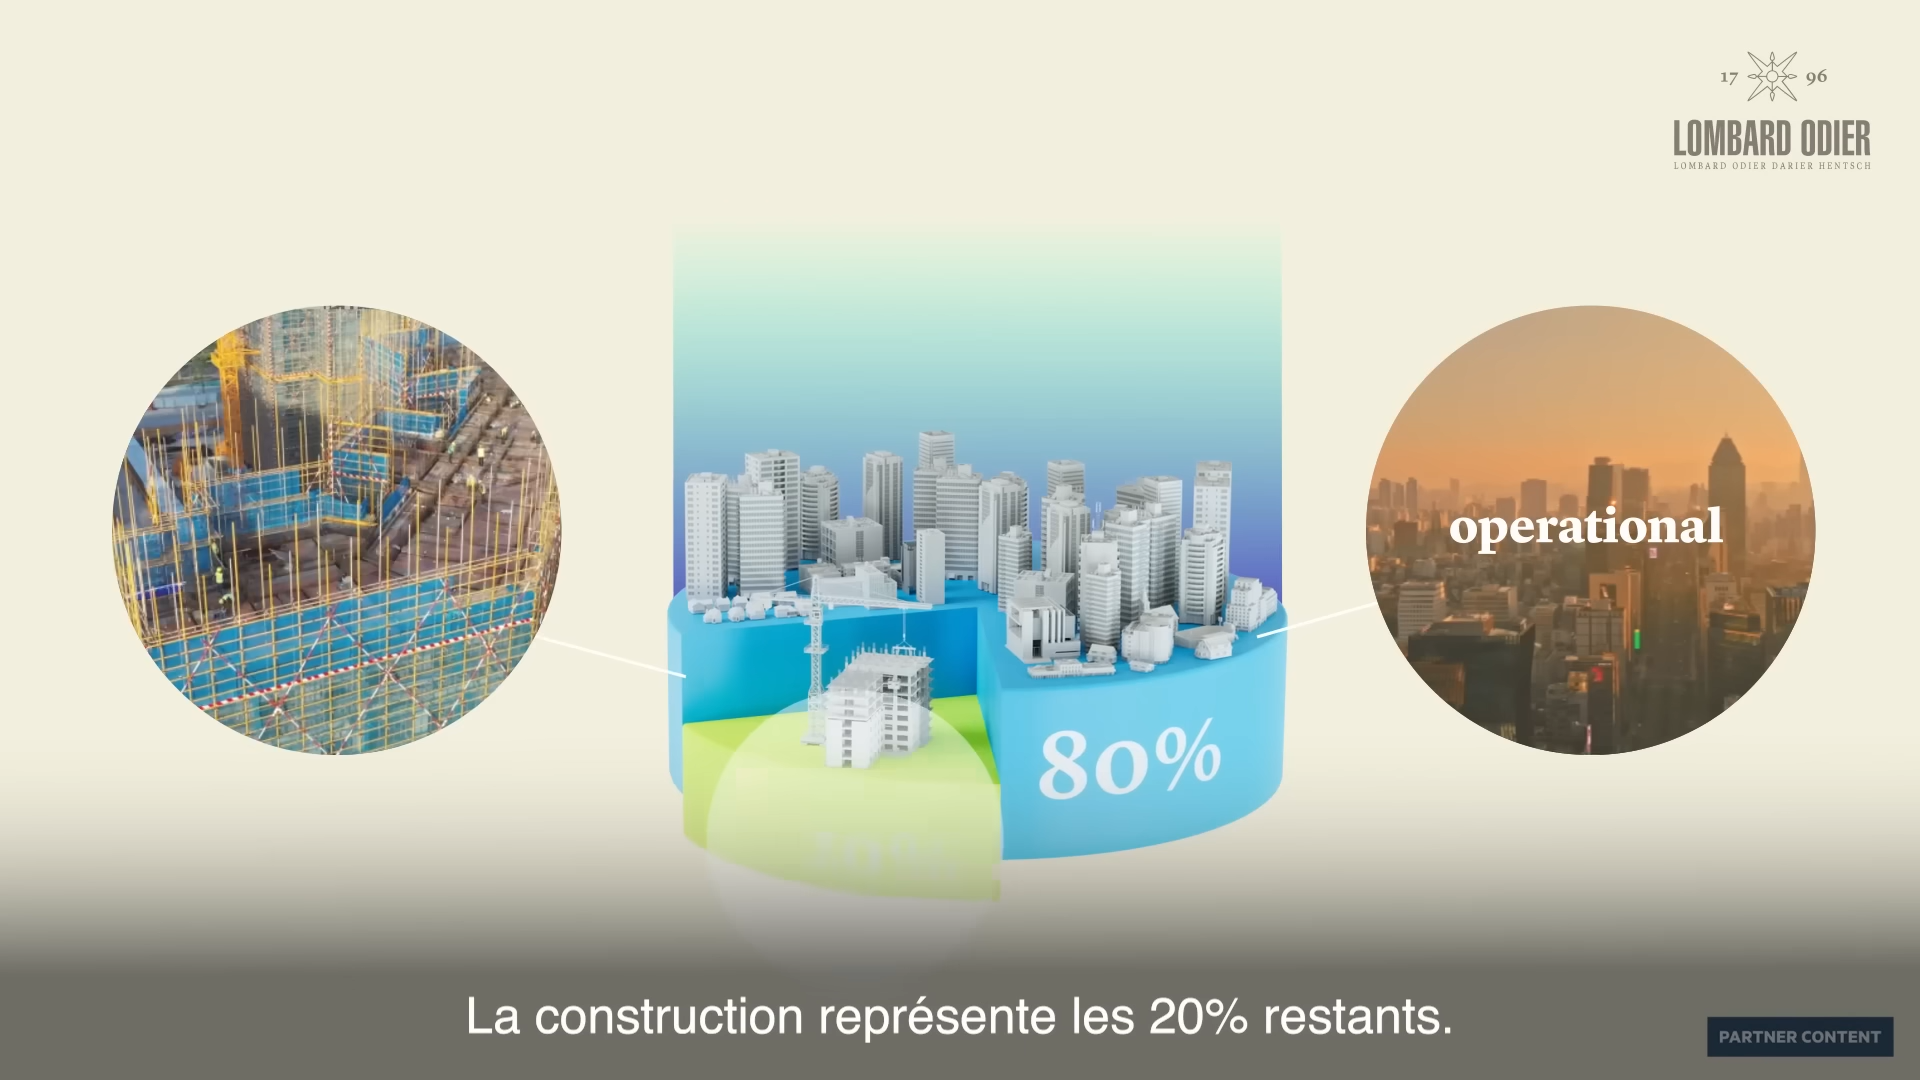 17 96
LOMBARD ODIER
LOMBARD ODIER DARIER HENTSCH
operational
80%
La construction représente les 20% restants.
PARTNER CONTENT